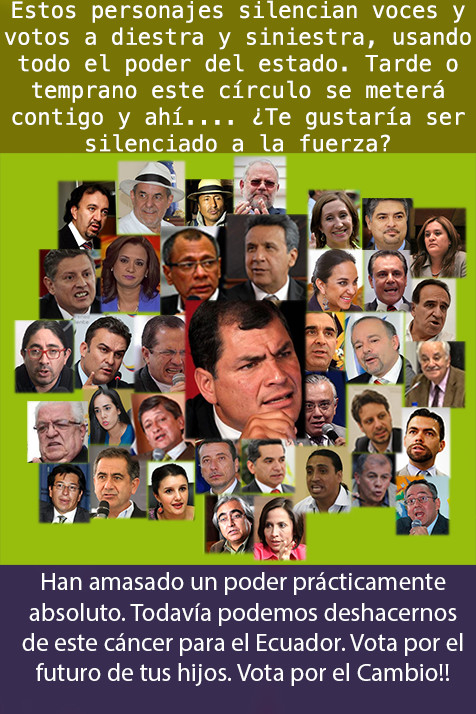 Estos personajes silencian voces y
votos a diestra y siniestra, usando
todo el poder del estado. Tarde o
temprano este círculo se meterá
contigo y ahí.... ¿Te gustaría ser
silenciado a la fuerza?
Han amasado un poder prácticamente
absoluto. Todavía podemos deshacernos
de este cáncer para el Ecuador. Vota por el
futuro de tus hijos. Vota por el Cambio!!